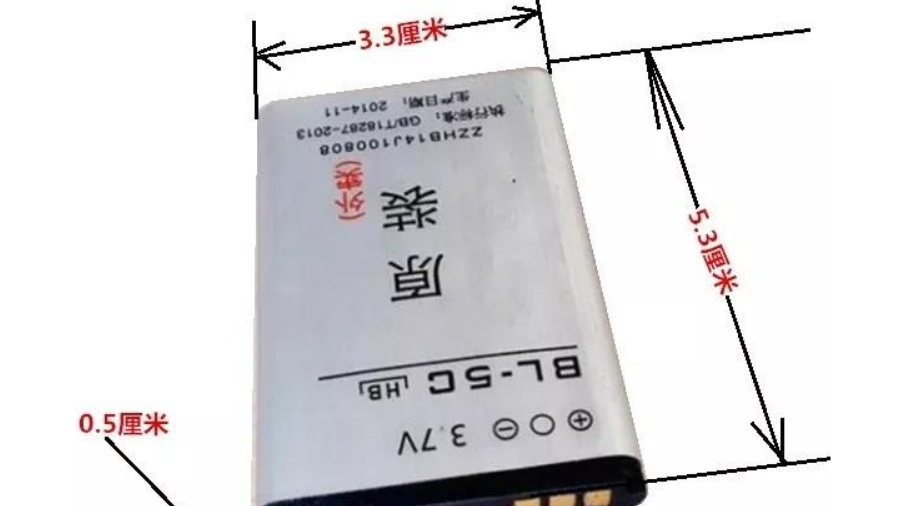 3.3厘米
5.3厘米
0.5厘米
⊕○⊖ 3.7V
BL-5C [HB]
原装
(外卖)
ZZHB14J100808
执行标准：GB/T18287-2013
生产日期：2014-11